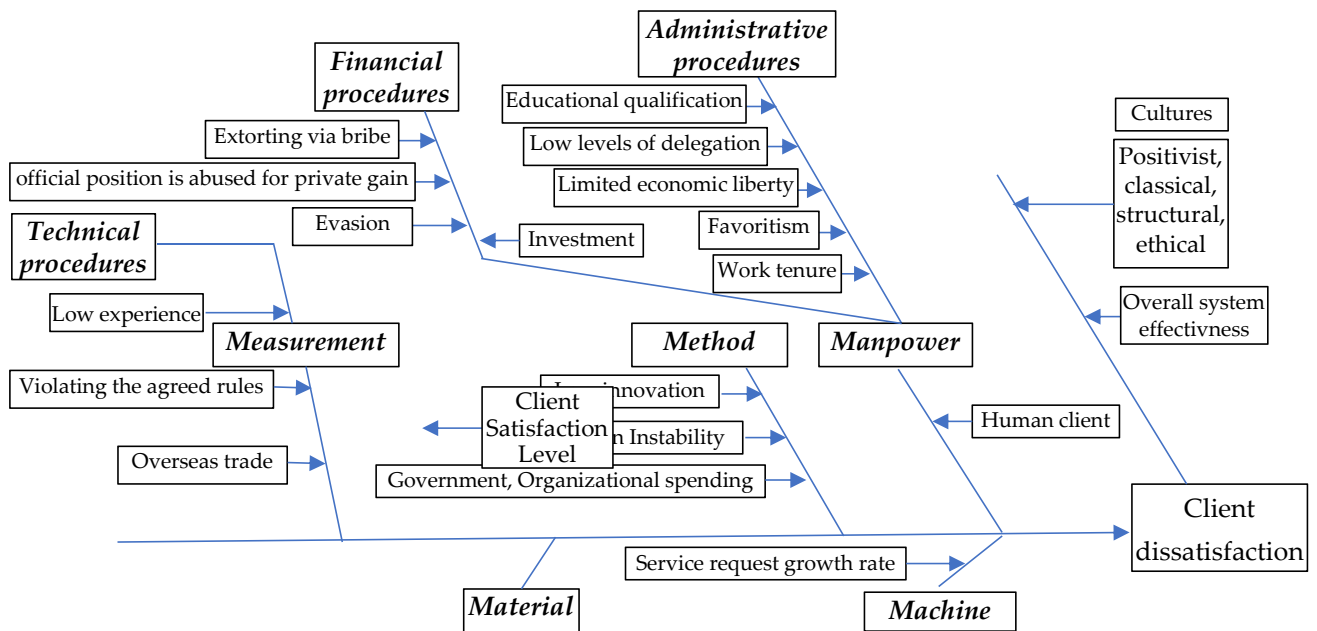 Administrative
procedures
Financial
procedures
Educational qualification
Cultures
Extorting via bribe
Low levels of delegation
Positivist,
classical,
structural,
ethical
official position is abused for private gain
Limited economic liberty
Evasion
Investment
Favoritism
Technical
procedures
Work tenure
Low experience
Overall system
effectivness
Measurement
Method
Manpower
Violating the agreed rules
innovation
Client
Satisfaction
Level
Human client
Instability
Overseas trade
Government, Organizational spending
Client
dissatisfaction
Service request growth rate
Material
Machine